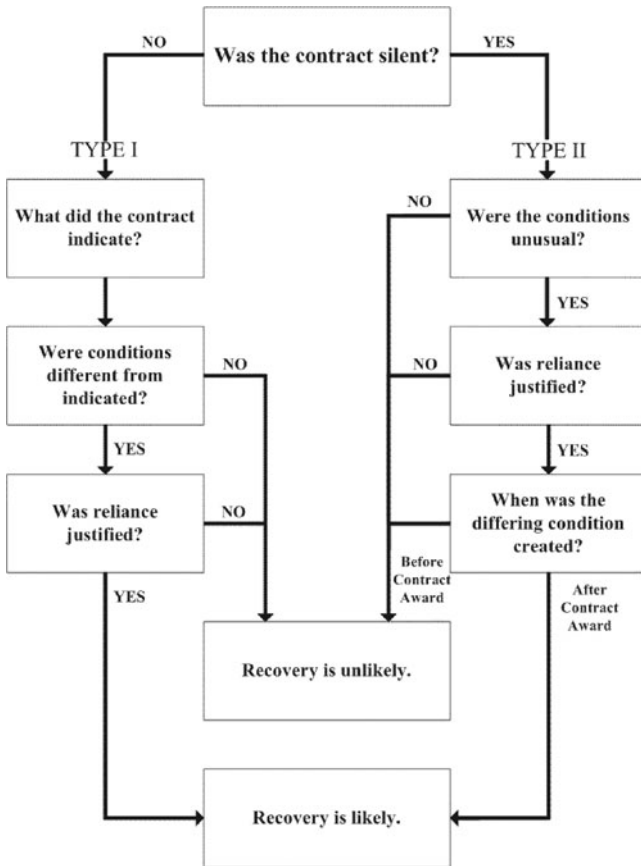 NO
Was the contract silent?
YES
TYPE I
TYPE II
What did the contract
indicate?
NO
Were the conditions
unusual?
YES
Were conditions
different from
indicated?
NO
NO
Was reliance
justified?
YES
YES
Was reliance
justified?
NO
When was the
differing condition
created?
YES
Before
Contract
Award
After
Contract
Award
Recovery is unlikely.
Recovery is likely.